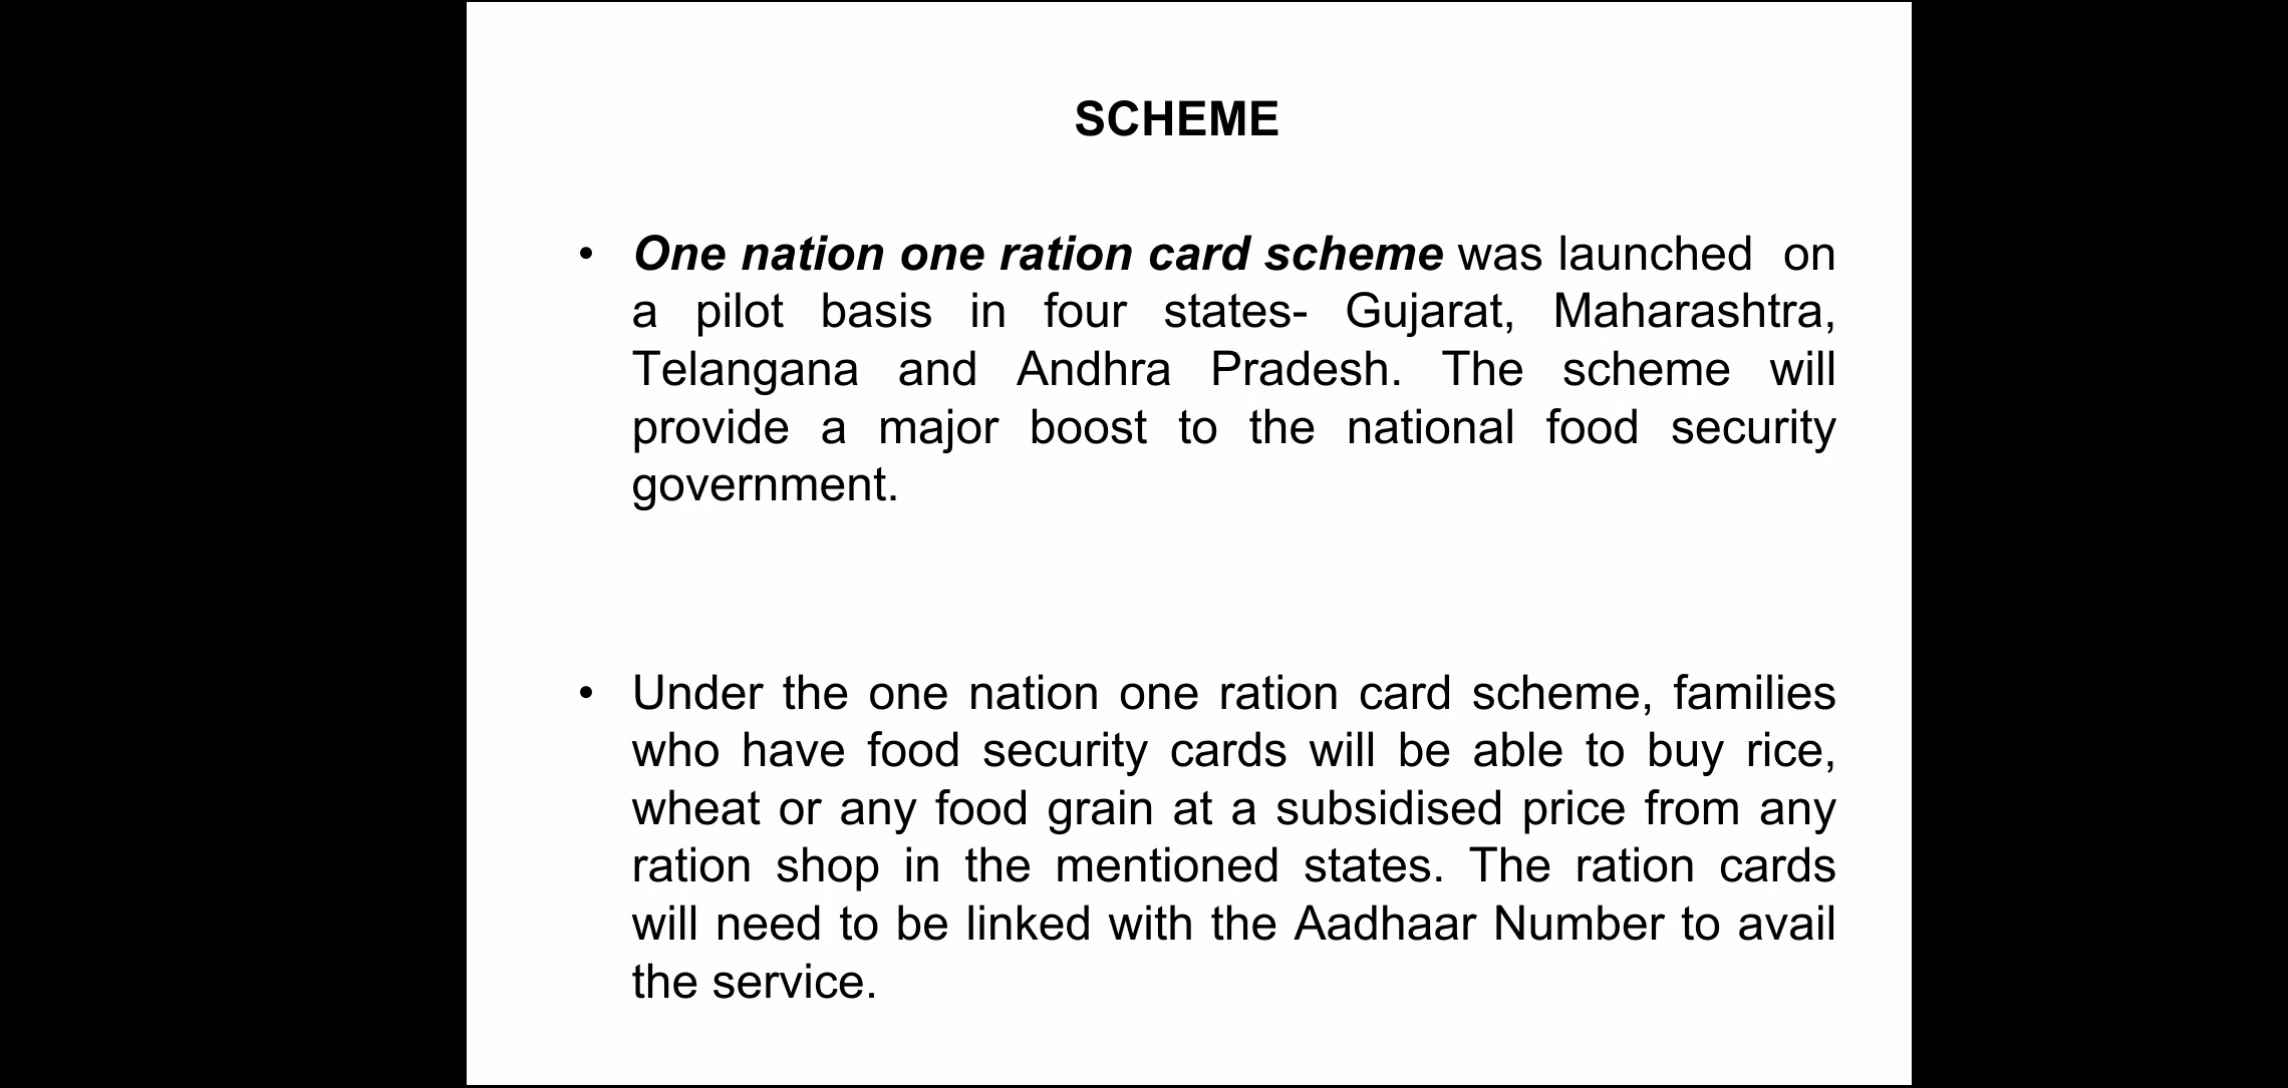 SCHEME
• One nation one ration card scheme was launched on
a pilot basis in four states- Gujarat, Maharashtra,
Telangana and Andhra Pradesh. The scheme will
provide a major boost to the national food security
government.
• Under the one nation one ration card scheme, families
who have food security cards will be able to buy rice,
wheat or any food grain at a subsidised price from any
ration shop in the mentioned states. The ration cards
will need to be linked with the Aadhaar Number to avail
the service.